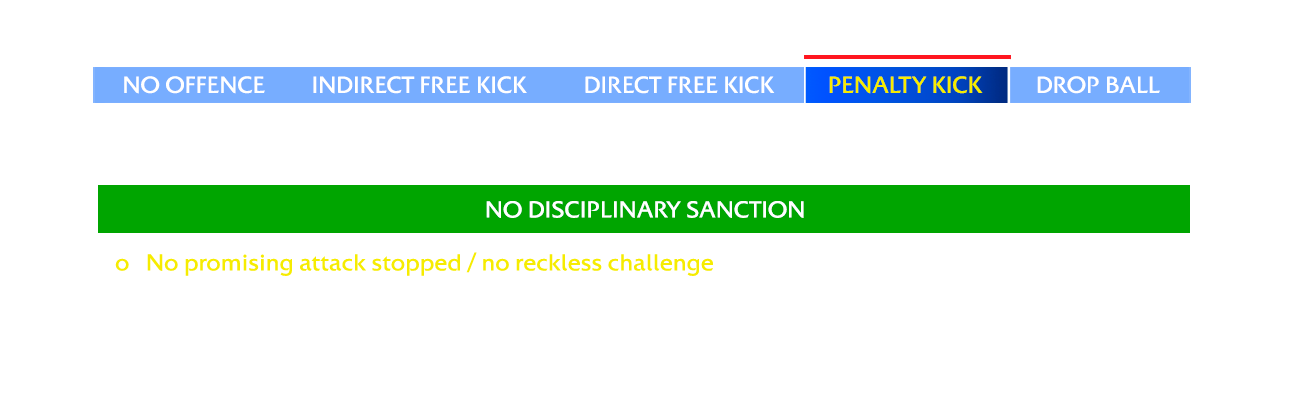 NO OFFENCE INDIRECT FREE KICK DIRECT FREE KICK PENALTY KICK DROP BALL
NO DISCIPLINARY SANCTION
o No promising attack stopped / no reckless challenge